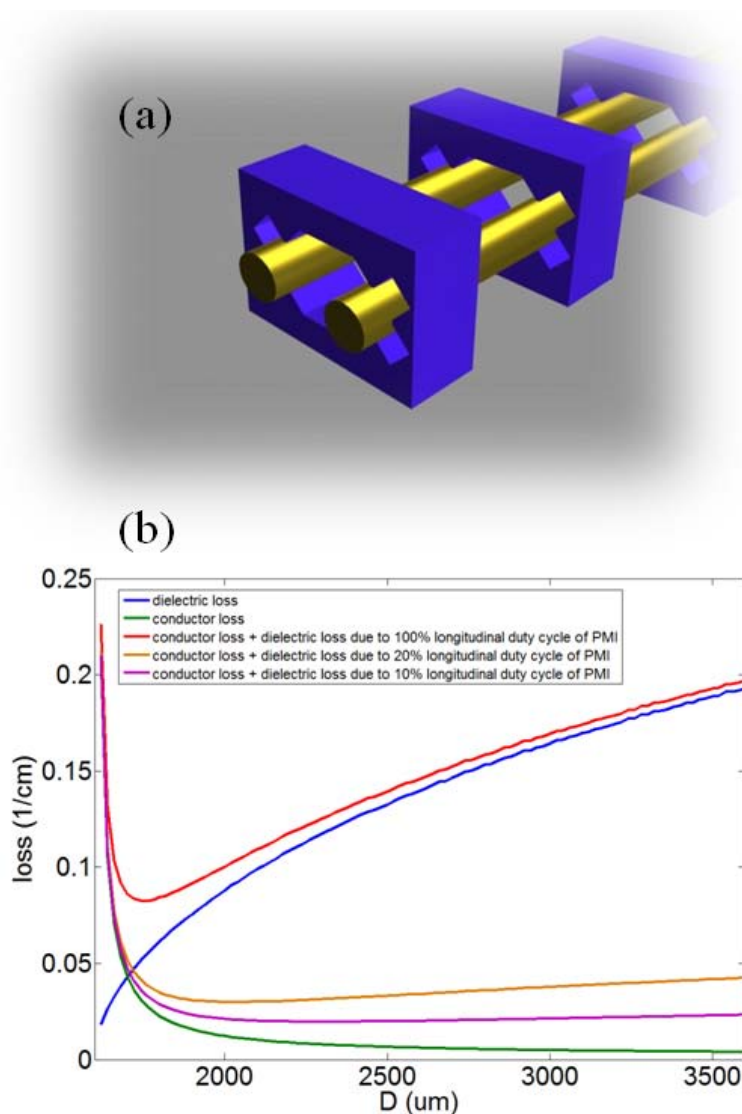 (a)
(b)
0.25
0.2
0.15
0.1
0.05
0
loss (1/cm)
dielectric loss
conductor loss
conductor loss + dielectric loss due to 100% longitudinal duty cycle of PMI
conductor loss + dielectric loss due to 20% longitudinal duty cycle of PMI
conductor loss + dielectric loss due to 10% longitudinal duty cycle of PMI
2000 2500 3000 3500
D (um)